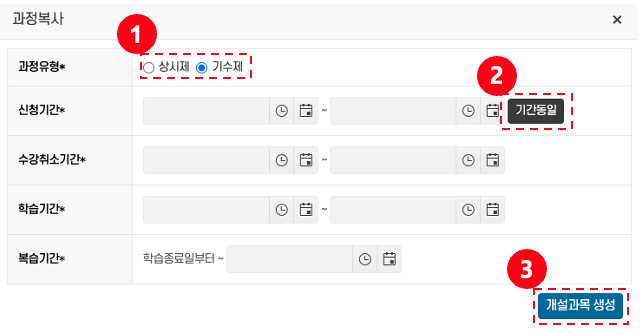 과정복사 ×
1
과정유형* 상시제 기수제
2
신청기간* ~ 기간동일
수강취소기간* ~
학습기간* ~
복습기간* 학습종료일부터 ~
3
개설과목 생성